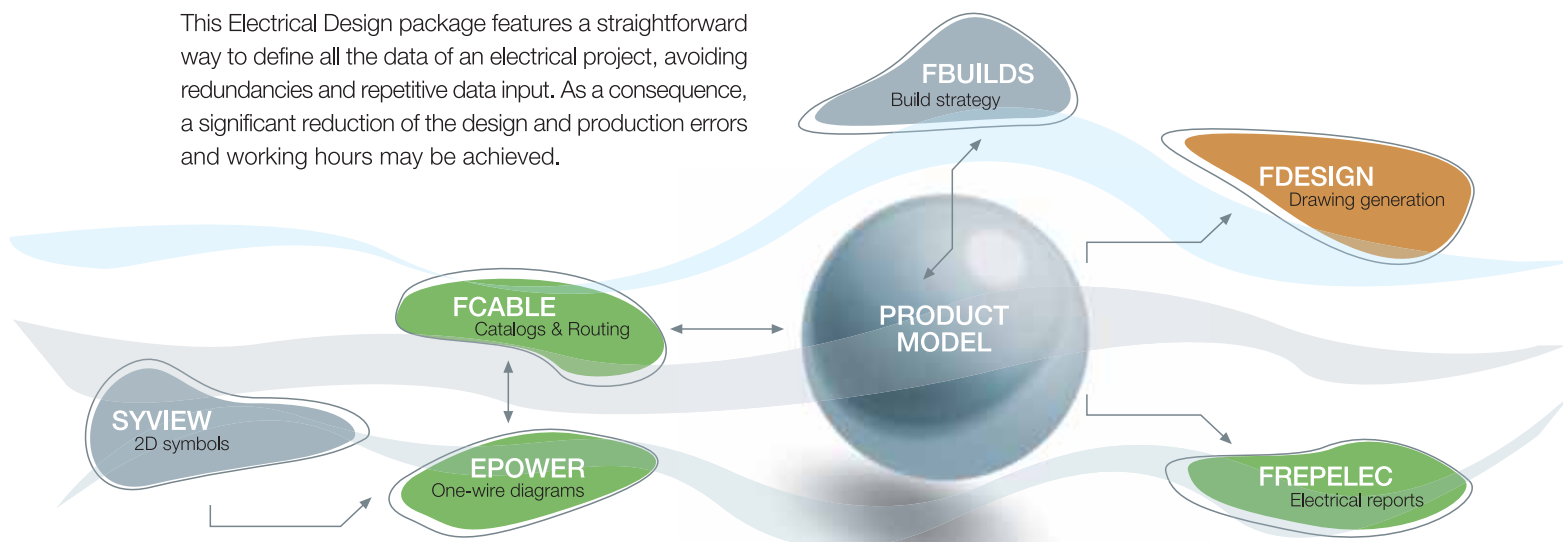 This Electrical Design package features a straightforward
way to define all the data of an electrical project, avoiding
redundancies and repetitive data input. As a consequence,
a significant reduction of the design and production errors
and working hours may be achieved.
FBUILDS
Build strategy
FDESIGN
Drawing generation
FCABLE
Catalogs & Routing
PRODUCT
MODEL
SYVIEW
2D symbols
EPOWER
One-wire diagrams
FREPELEC
Electrical reports